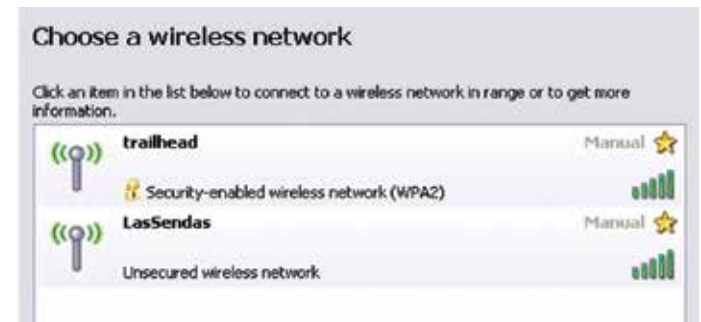 Choose a wireless network
Click an item in the list below to connect to a wireless network in range or to get more
information.
trailhead Manual
Security-enabled wireless network (WPA2)
LasSendas Manual
Unsecured wireless network